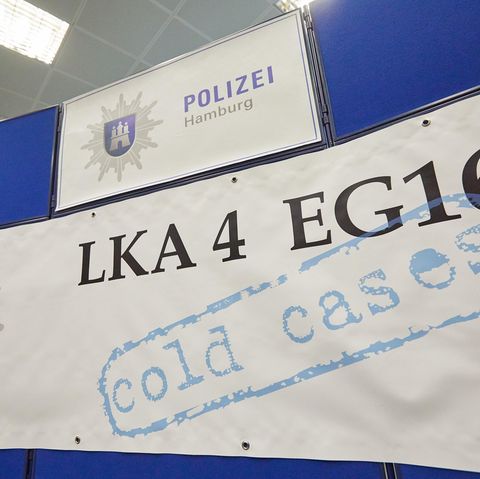 POLIZEI
Hamburg
LKA 4 EG16
cold cases